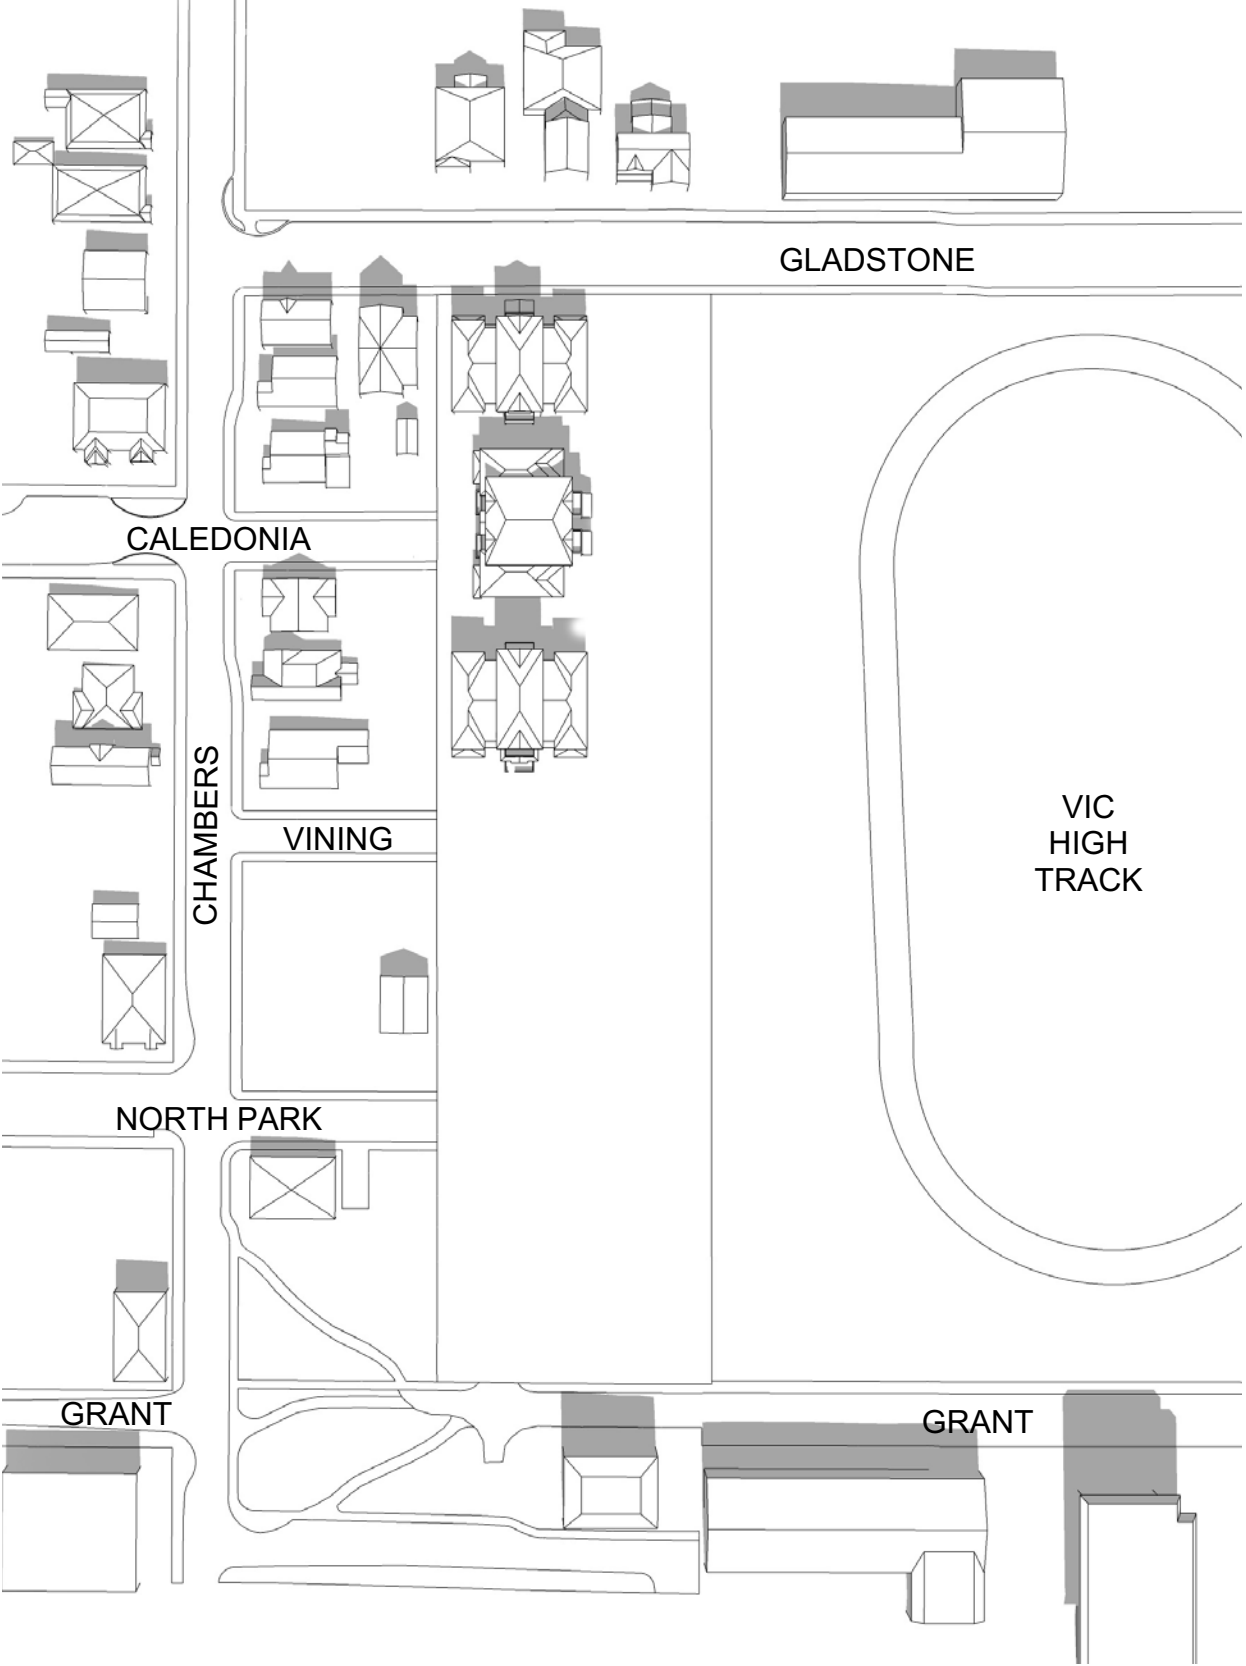 GLADSTONE
CALEDONIA
CHAMBERS
VINING
VIC
HIGH
TRACK
NORTH PARK
GRANT
GRANT